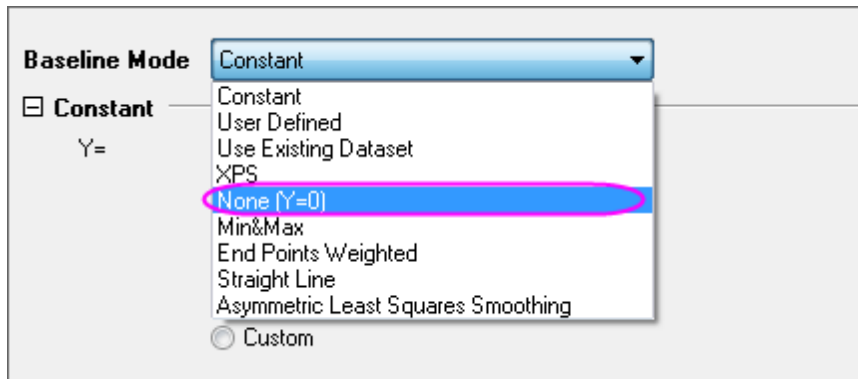 Baseline Mode Constant
Constant
Constant
User Defined
Y=
Use Existing Dataset
XPS
None (Y=0)
Min&Max
End Points Weighted
Straight Line
Asymmetric Least Squares Smoothing
Custom